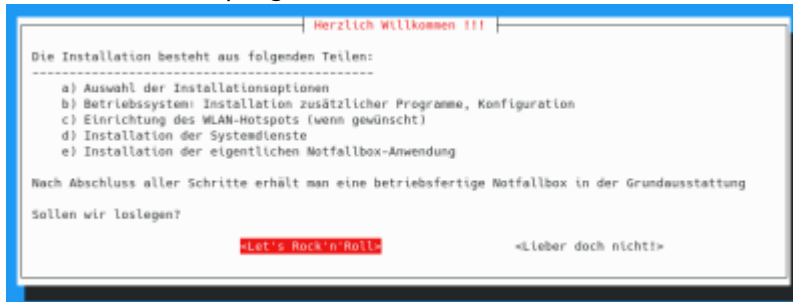 Herzlich Willkommen !!!
Die Installation besteht aus folgenden Teilen:
-----------------------------------------------
a) Auswahl der Installationsoptionen
b) Betriebssystem: Installation zusätzlicher Programme, Konfiguration
c) Einrichtung des WLAN-Hotspots (wenn gewünscht)
d) Installation der Systemdienste
e) Installation der eigentlichen Notfallbox-Anwendung
Nach Abschluss aller Schritte erhält man eine betriebsfertige Notfallbox in der Grundausstattung
Sollen wir loslegen?
<Let's Rock'n'Roll> <Lieber doch nicht!>